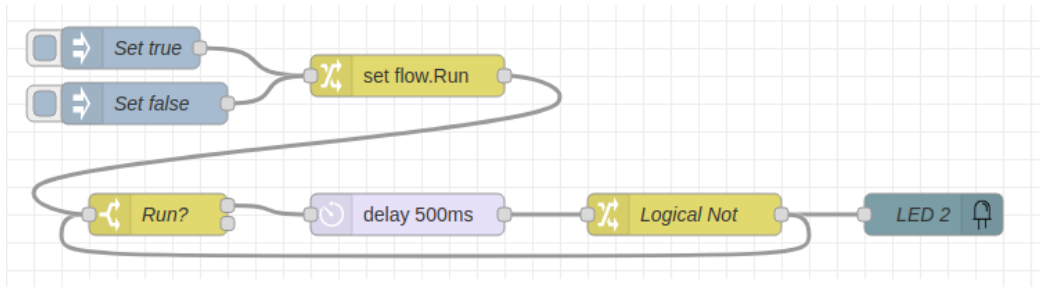 Set true
set flow.Run
Set false
Run?
delay 500ms
Logical Not
LED 2